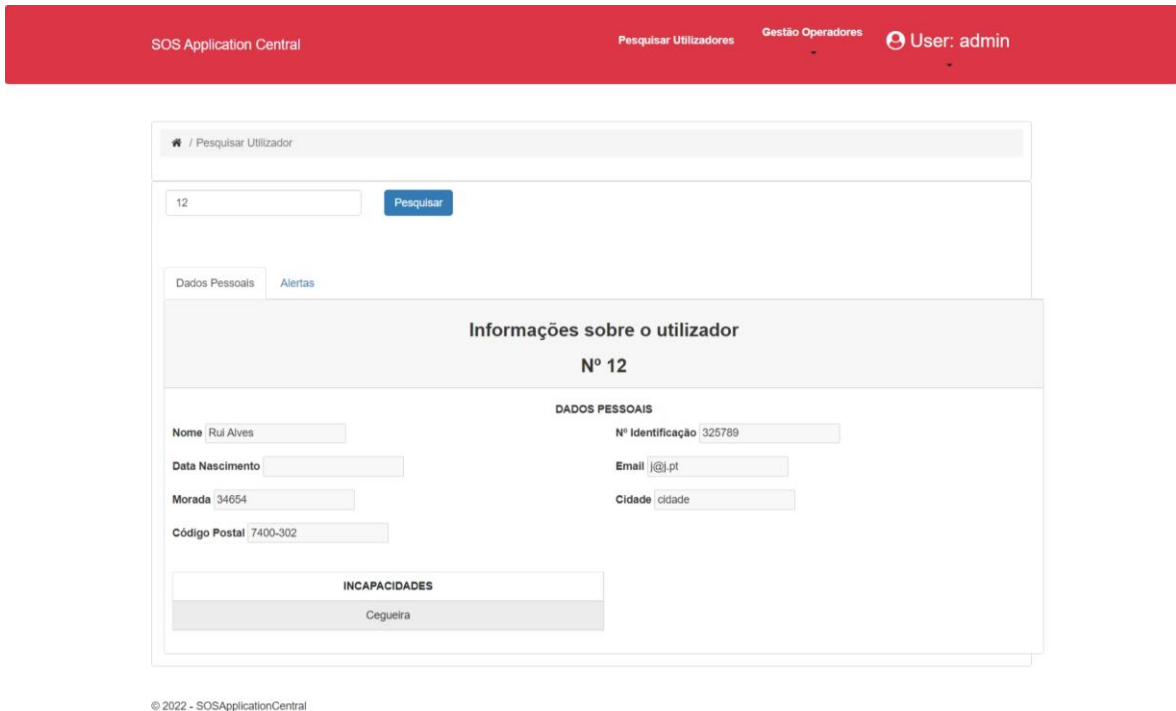 SOS Application Central
Pesquisar Utilizadores
Gestão Operadores
User: admin
/ Pesquisar Utilizador
12
Pesquisar
Dados Pessoais
Alertas
Informações sobre o utilizador
Nº 12
DADOS PESSOAIS
Nome Rui Alves
Nº Identificação 325789
Data Nascimento
Email j@j.pt
Morada 34654
Cidade cidade
Código Postal 7400-302
INCAPACIDADES
Cegueira
© 2022 - SOSApplicationCentral